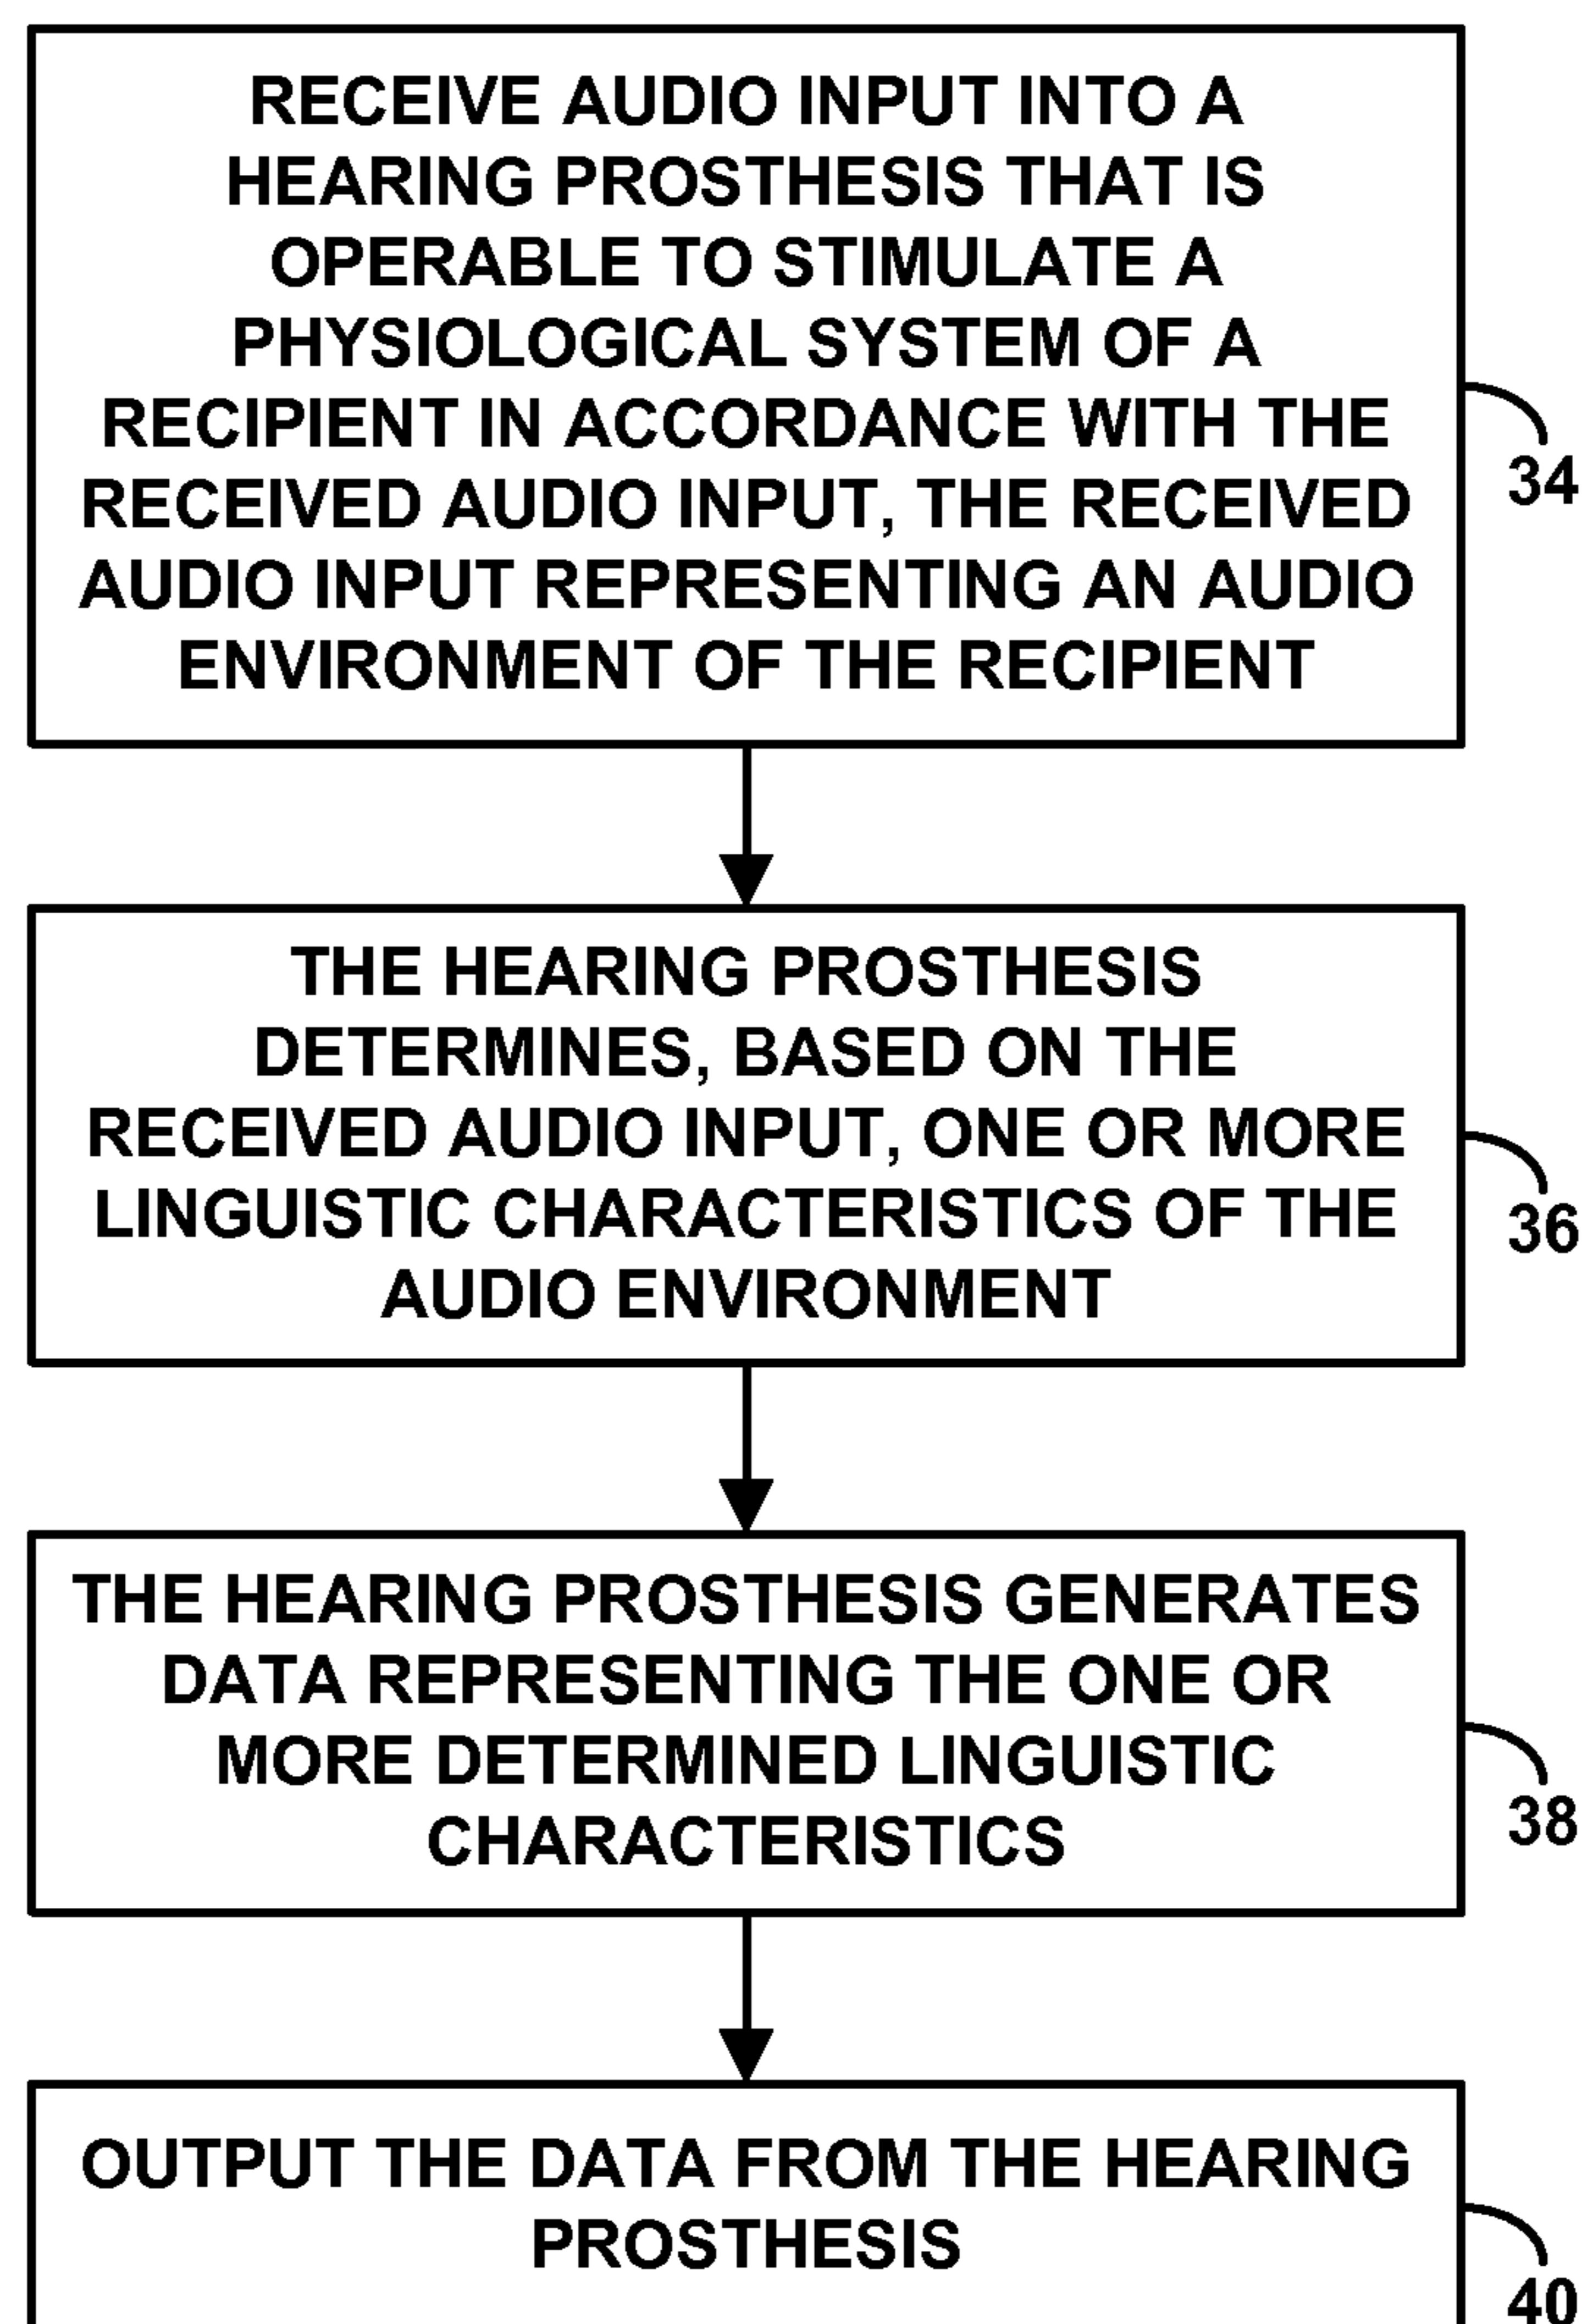 RECEIVE AUDIO INPUT INTO A
HEARING PROSTHESIS THAT IS
OPERABLE TO STIMULATE A
PHYSIOLOGICAL SYSTEM OF A
RECIPIENT IN ACCORDANCE WITH THE
RECEIVED AUDIO INPUT, THE RECEIVED
AUDIO INPUT REPRESENTING AN AUDIO
ENVIRONMENT OF THE RECIPIENT
34
THE HEARING PROSTHESIS
DETERMINES, BASED ON THE
RECEIVED AUDIO INPUT, ONE OR MORE
LINGUISTIC CHARACTERISTICS OF THE
AUDIO ENVIRONMENT
36
THE HEARING PROSTHESIS GENERATES
DATA REPRESENTING THE ONE OR
MORE DETERMINED LINGUISTIC
CHARACTERISTICS
38
OUTPUT THE DATA FROM THE HEARING
PROSTHESIS
40